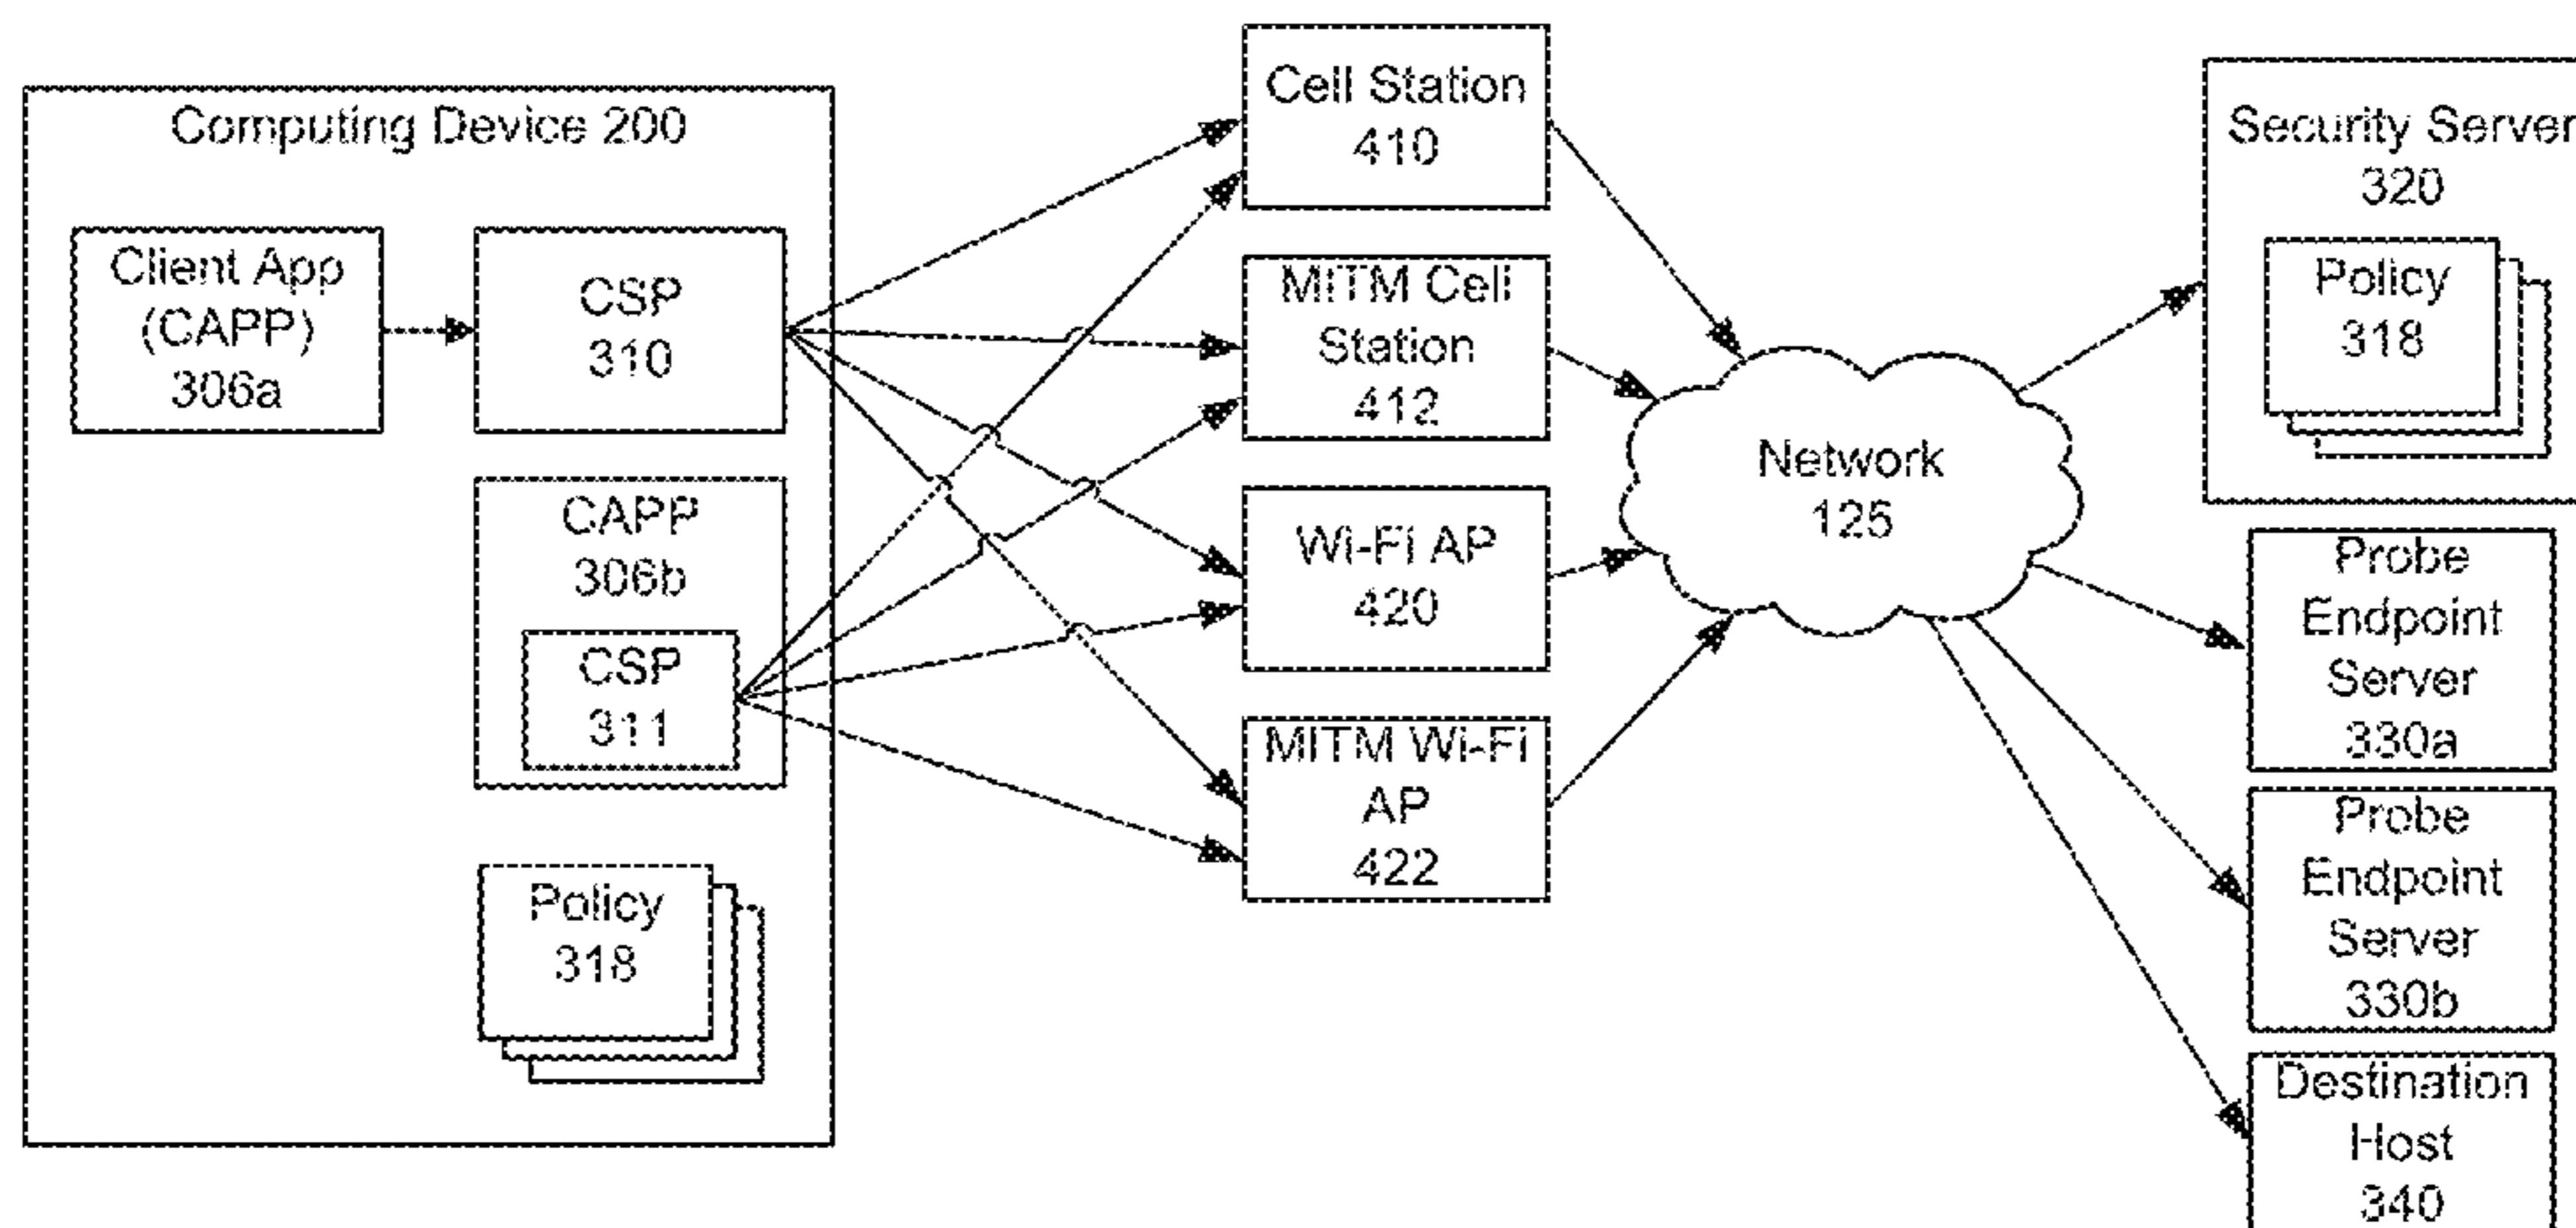 Computing Device 200
Client App
(CAPP)
306a
CSP
310
CAPP
306b
CSP
311
Policy
318
Cell Station
410
MITM Cell
Station
412
Wi-Fi AP
420
MITM Wi-Fi
AP
422
Network
125
Security Server
320
Policy
318
Probe
Endpoint
Server
330a
Probe
Endpoint
Server
330b
Destination
Host
340